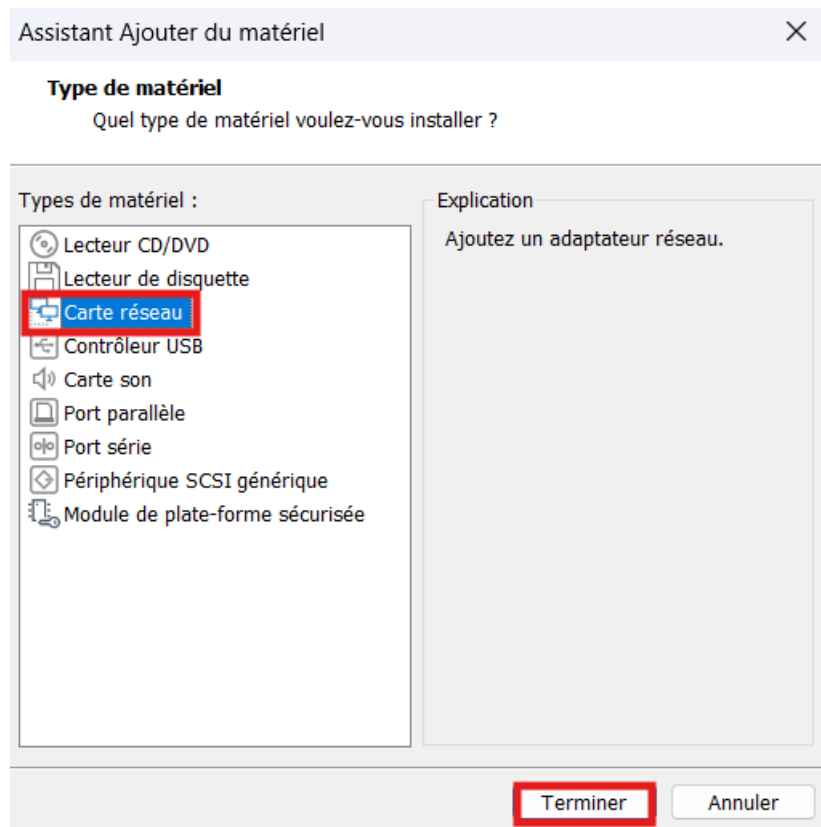 Assistant Ajouter du matériel
Type de matériel
Quel type de matériel voulez-vous installer ?
Types de matériel :
Lecteur CD/DVD
Lecteur de disquette
Carte réseau
Contrôleur USB
Carte son
Port parallèle
Port série
Périphérique SCSI générique
Module de plate-forme sécurisée
Explication
Ajoutez un adaptateur réseau.
Terminer
Annuler